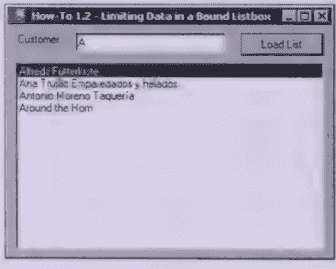 How-To 1.2 - Limiting Data in a Bound Listbox
Customer
A
Load List
Alfreds Futterkiste
Ana Trujillo Emparedados y helados
Antonio Moreno Taquería
Around the Horn